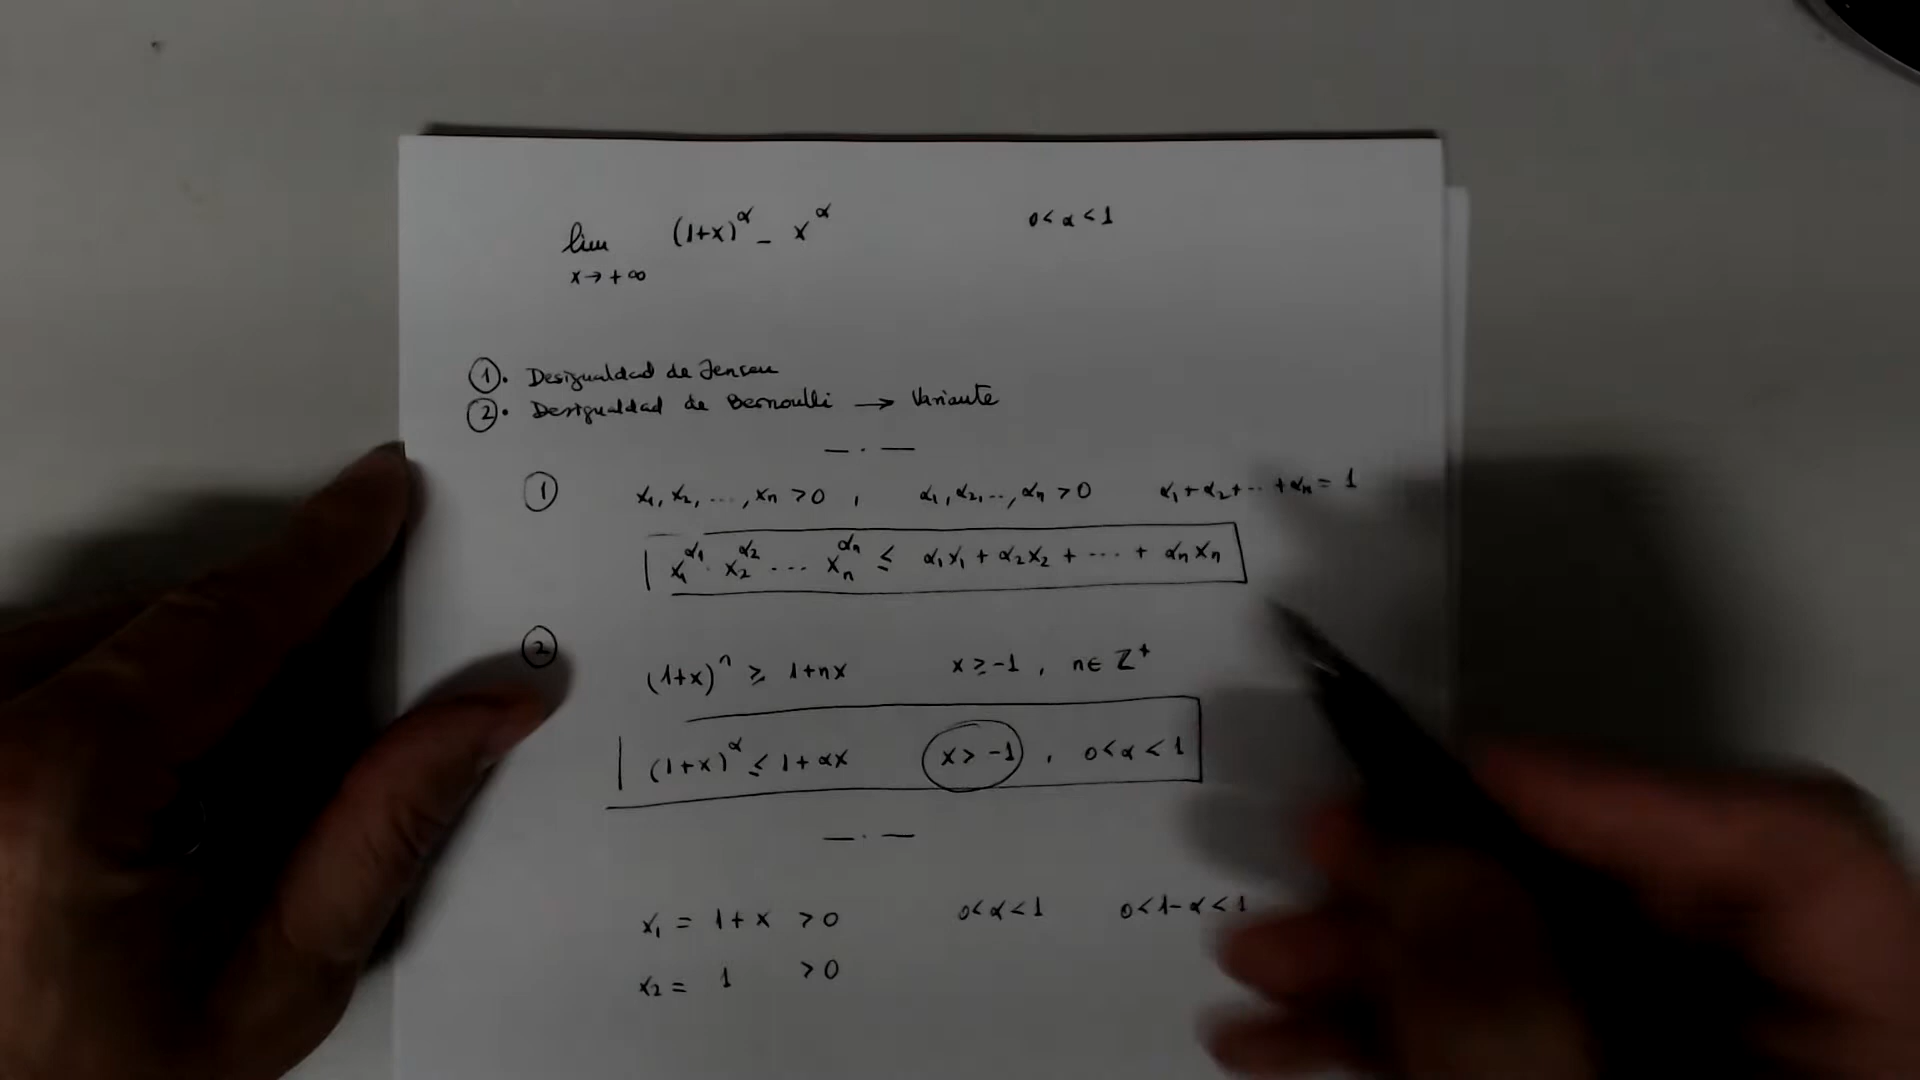 lim (1+x)^α - x^α 0<α<1
x→+∞
①. Desigualdad de Jensen
②. Desigualdad de Bernoulli → Variante
— . —
① x₁, x₂, ..., xₙ >0 , α₁, α₂, .., αₙ >0 α₁+α₂+ ··· +αₙ = 1
x₁^α₁ · x₂^α₂ ... xₙ^αₙ ≤ α₁x₁ + α₂x₂ + ··· + αₙxₙ
② (1+x)^n ≥ 1+nx x ≥ -1 , n∈ Z⁺
(1+x)^α ≤ 1+αx x > -1 , 0<α<1
— . —
x₁ = 1+x >0 0<α<1 0<1-α<1
x₂ = 1 >0